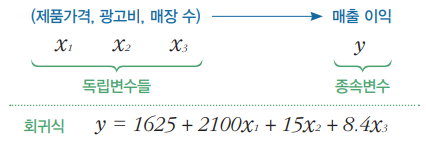 (제품가격, 광고비, 매장 수) → 매출 이익
x₁ x₂ x₃ y
독립변수들 종속변수
회귀식 y = 1625 + 2100x₁ + 15x₂ + 8.4x₃